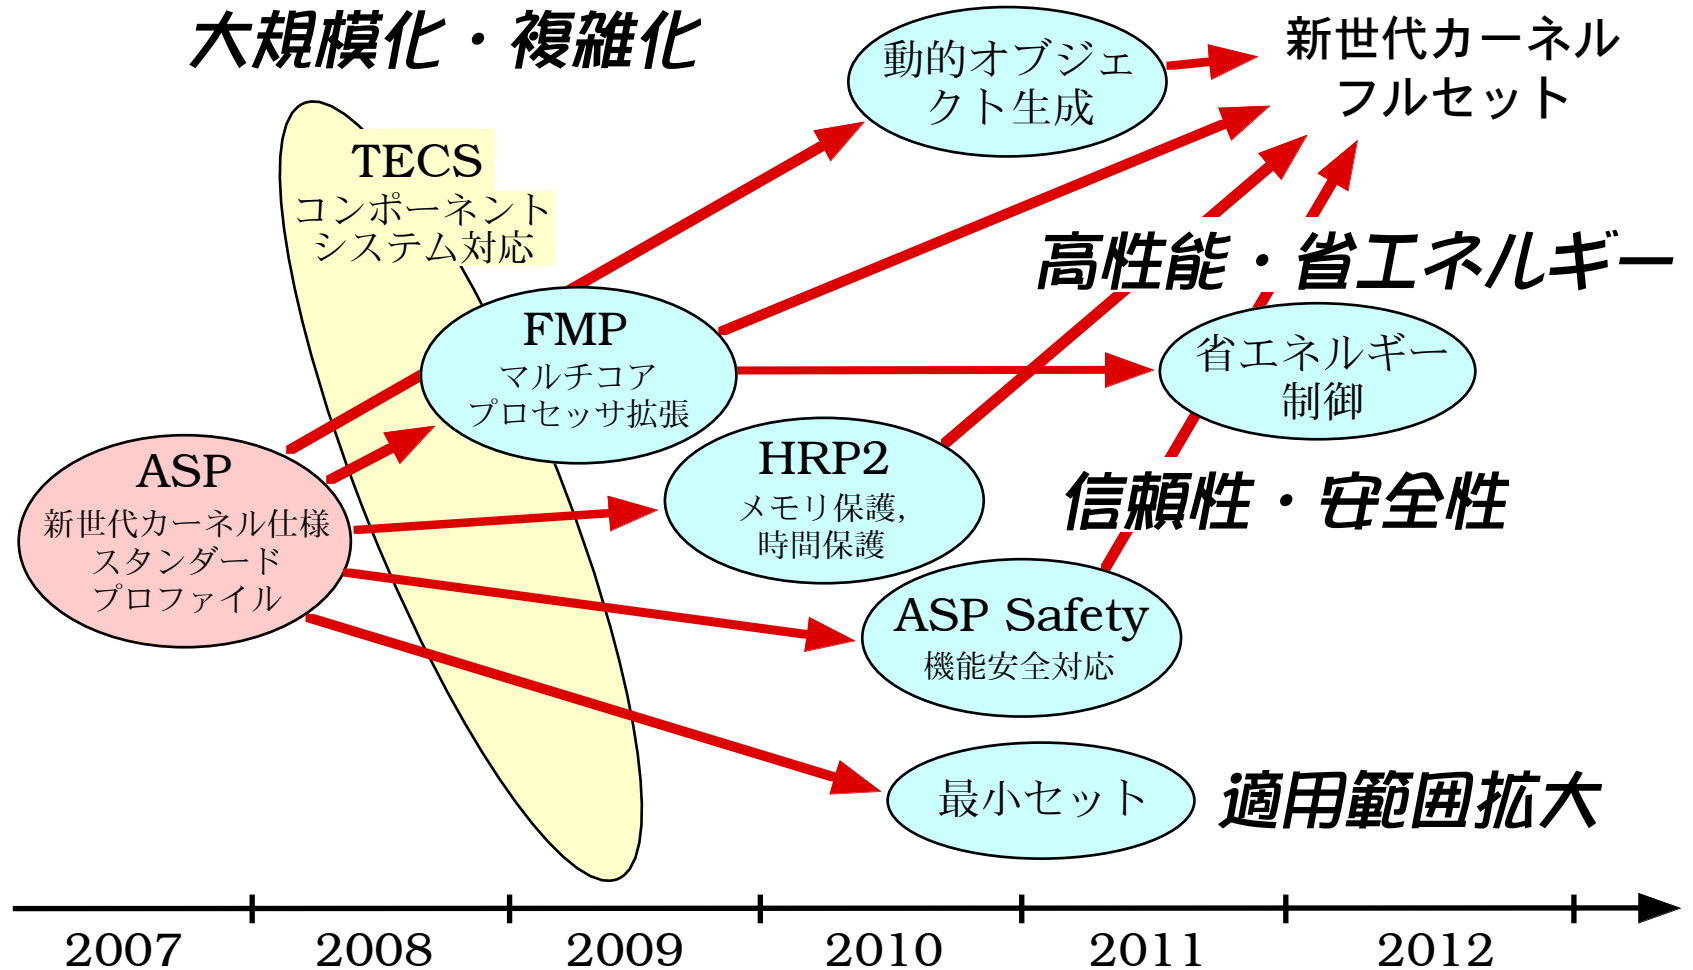 大規模化・複雑化
動的オブジェ
クト生成
新世代カーネル
フルセット
TECS
コンポーネント
システム対応
高性能・省エネルギー
FMP
マルチコア
プロセッサ拡張
省エネルギー
制御
ASP
新世代カーネル仕様
スタンダード
プロファイル
HRP2
メモリ保護,
時間保護
信頼性・安全性
ASP Safety
機能安全対応
最小セット
適用範囲拡大
2007
2008
2009
2010
2011
2012